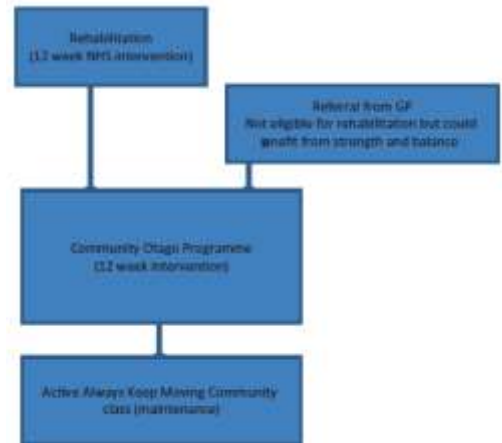 Rehabilitation
(12 week NHS intervention)
Referral from GP
Not eligible for rehabilitation but could
enefit from strength and balance
Community Otago Programme
(12 week intervention)
Active Always Keep Moving Community
class (maintenance)